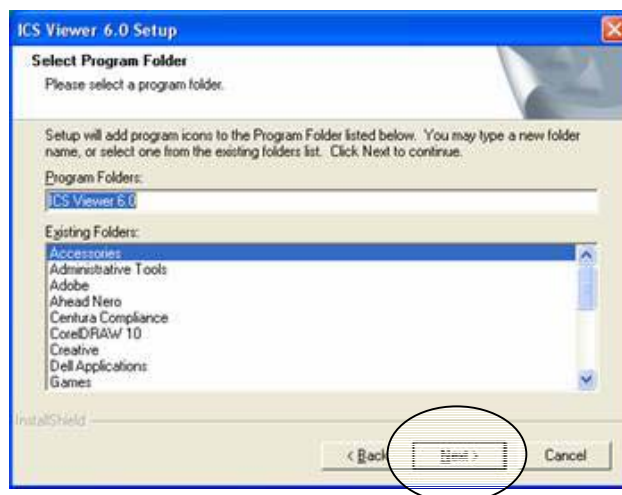 ICS Viewer 6.0 Setup
Select Program Folder
Please select a program folder.
Setup will add program icons to the Program Folder listed below. You may type a new folder
name, or select one from the existing folders list. Click Next to continue.
Program Folders:
ICS Viewer 6.0
Existing Folders:
Accessories
Administrative Tools
Adobe
Ahead Nero
Centura Compliance
CorelDRAW 10
Creative
Dell Applications
Games
InstallShield
< Back Next > Cancel